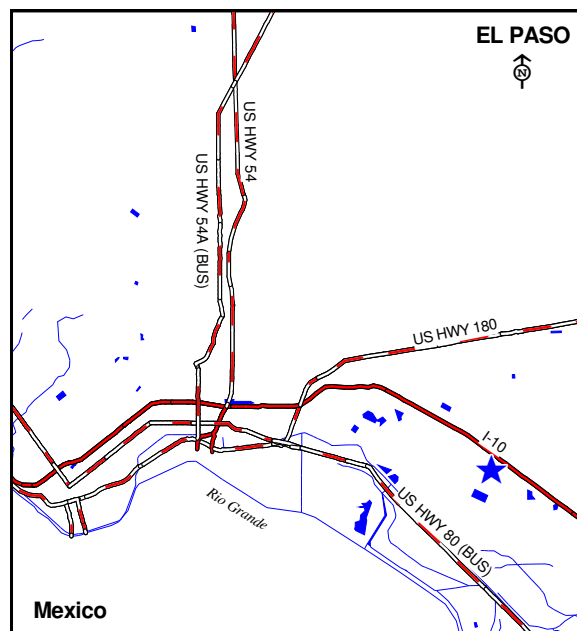 EL PASO
N
US HWY 54
US HWY 54A (BUS)
US HWY 180
I-10
US HWY 80 (BUS)
Rio Grande
Mexico